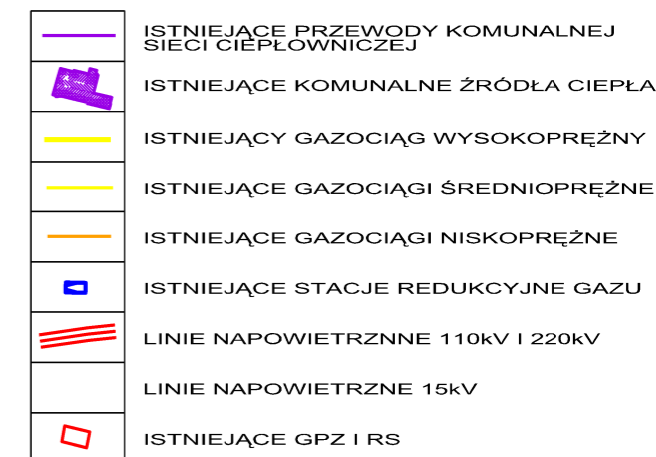 ISTNIEJĄCE PRZEWODY KOMUNALNEJ
SIECI CIEPŁOWNICZEJ
ISTNIEJĄCE KOMUNALNE ŹRÓDŁA CIEPŁA
ISTNIEJĄCY GAZOCIĄG WYSOKOPRĘŻNY
ISTNIEJĄCE GAZOCIĄGI ŚREDNIOPRĘŻNE
ISTNIEJĄCE GAZOCIĄGI NISKOPRĘŻNE
ISTNIEJĄCE STACJE REDUKCYJNE GAZU
LINIE NAPOWIETRZNNE 110kV I 220kV
LINIE NAPOWIETRZNE 15kV
ISTNIEJĄCE GPZ I RS